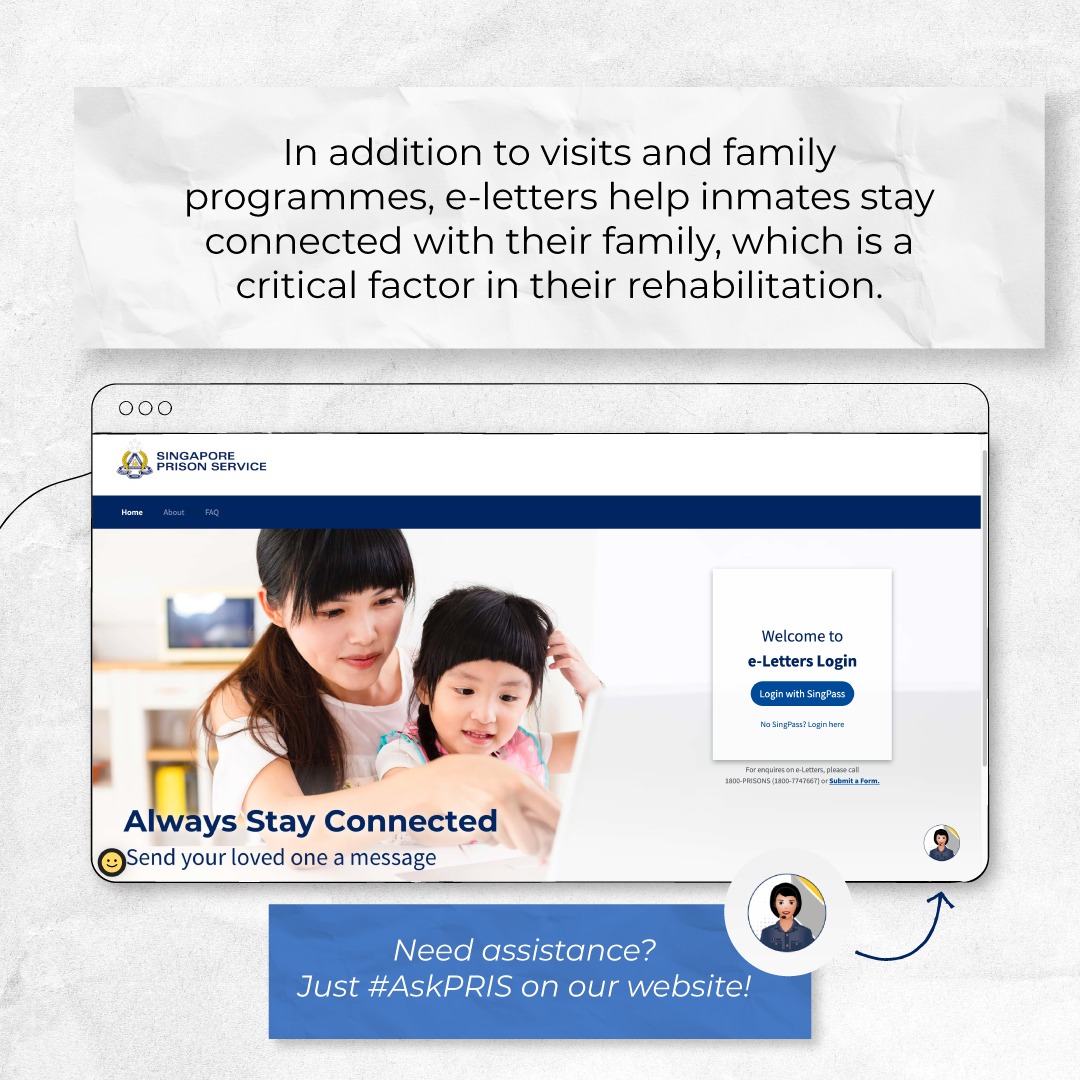 In addition to visits and family
programmes, e-letters help inmates stay
connected with their family, which is a
critical factor in their rehabilitation.
SINGAPORE
PRISON SERVICE
Home About FAQ
Welcome to
e-Letters Login
Login with SingPass
No SingPass? Login here
For enquires on e-Letters, please call
1800-PRISONS (1800-7747667) or Submit a Form.
Always Stay Connected
Send your loved one a message
Need assistance?
Just #AskPRIS on our website!